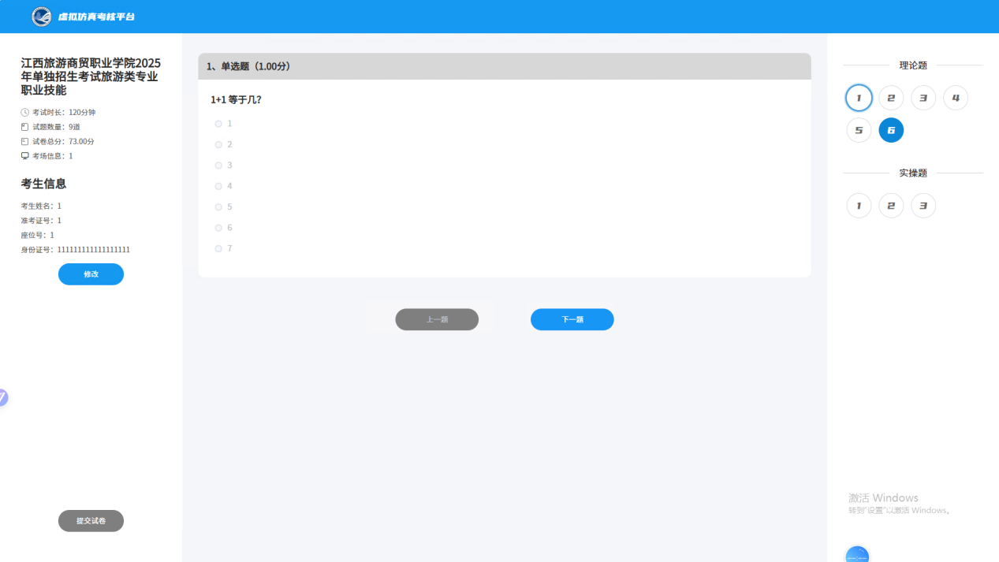 虚拟仿真考核平台
江西旅游商贸职业学院2025
年单独招生考试旅游类专业
职业技能
考试时长：120分钟
试题数量：9道
试卷总分：73.00分
考场信息：1
考生信息
考生姓名：1
准考证号：1
座位号：1
身份证号：111111111111111111
修改
提交试卷
1、单选题（1.00分）
1+1 等于几?
1
2
3
4
5
6
7
上一题
下一题
理论题
1 2 3 4
5 6
实操题
1 2 3
激活 Windows
转到"设置"以激活 Windows。